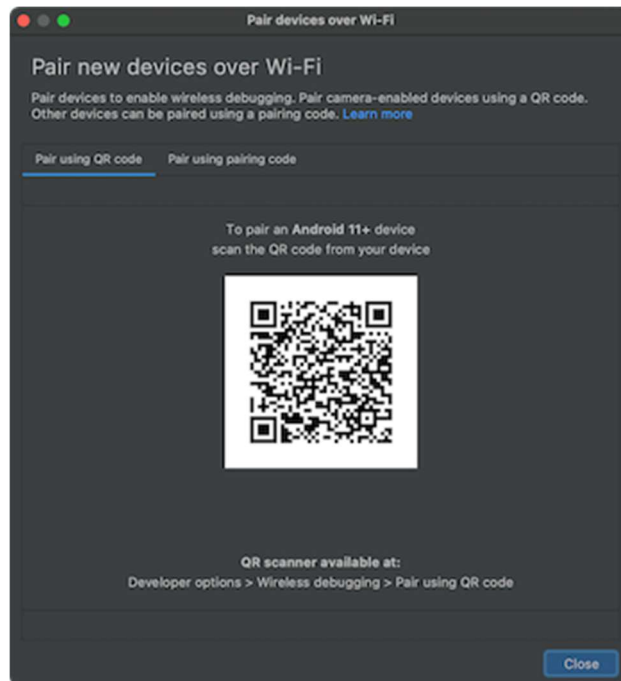 Pair devices over Wi-Fi
Pair new devices over Wi-Fi
Pair devices to enable wireless debugging. Pair camera-enabled devices using a QR code.
Other devices can be paired using a pairing code. Learn more
Pair using QR code
Pair using pairing code
To pair an Android 11+ device
scan the QR code from your device
QR scanner available at:
Developer options > Wireless debugging > Pair using QR code
Close